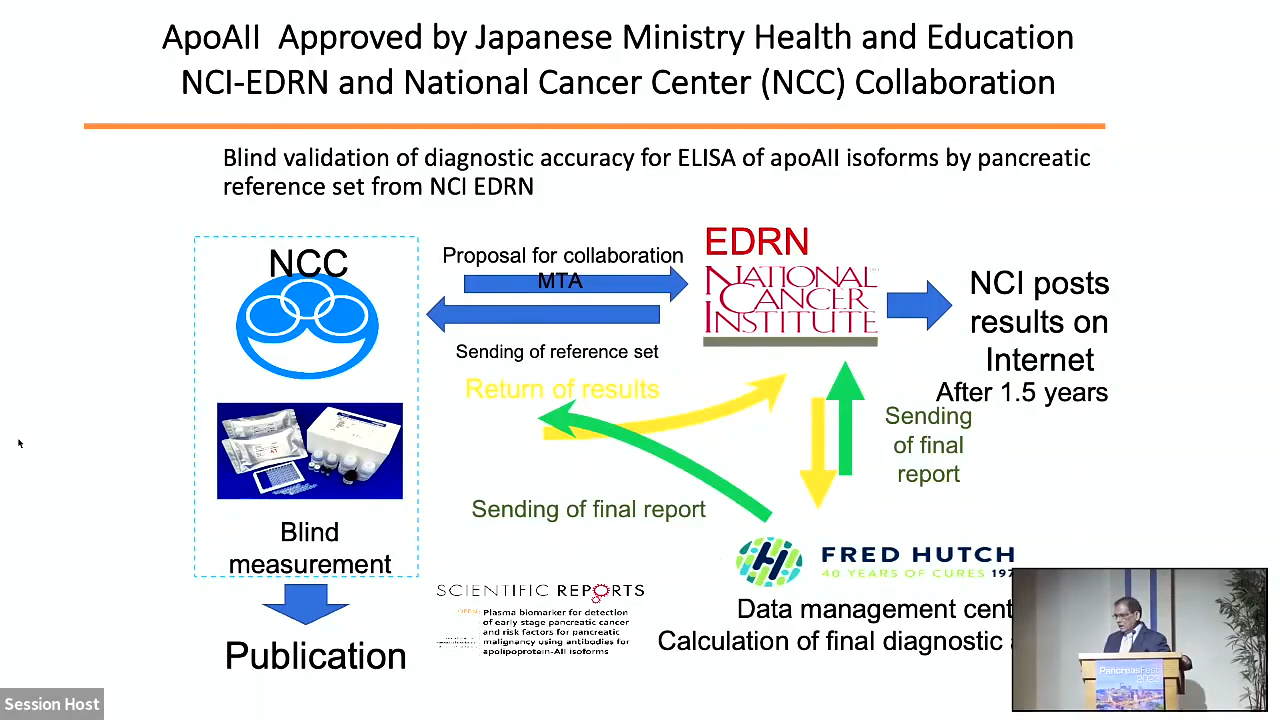 ApoAII Approved by Japanese Ministry Health and Education
NCI-EDRN and National Cancer Center (NCC) Collaboration
Blind validation of diagnostic accuracy for ELISA of apoAII isoforms by pancreatic
reference set from NCI EDRN
NCC
Proposal for collaboration
MTA
Sending of reference set
Return of results
EDRN
NATIONAL
CANCER
INSTITUTE
NCI posts
results on
Internet
After 1.5 years
Sending
of final
report
Sending of final report
Blind
measurement
Publication
SCIENTIFIC REPORTS
OPEN
Plasma biomarker for detection
of early stage pancreatic cancer
and risk factors for pancreatic
malignancy using antibodies for
apolipoprotein-AII isoforms
FRED HUTCH
40 YEARS OF CURES 197
Data management cent
Calculation of final diagnostic
PancreasFest
Session Host